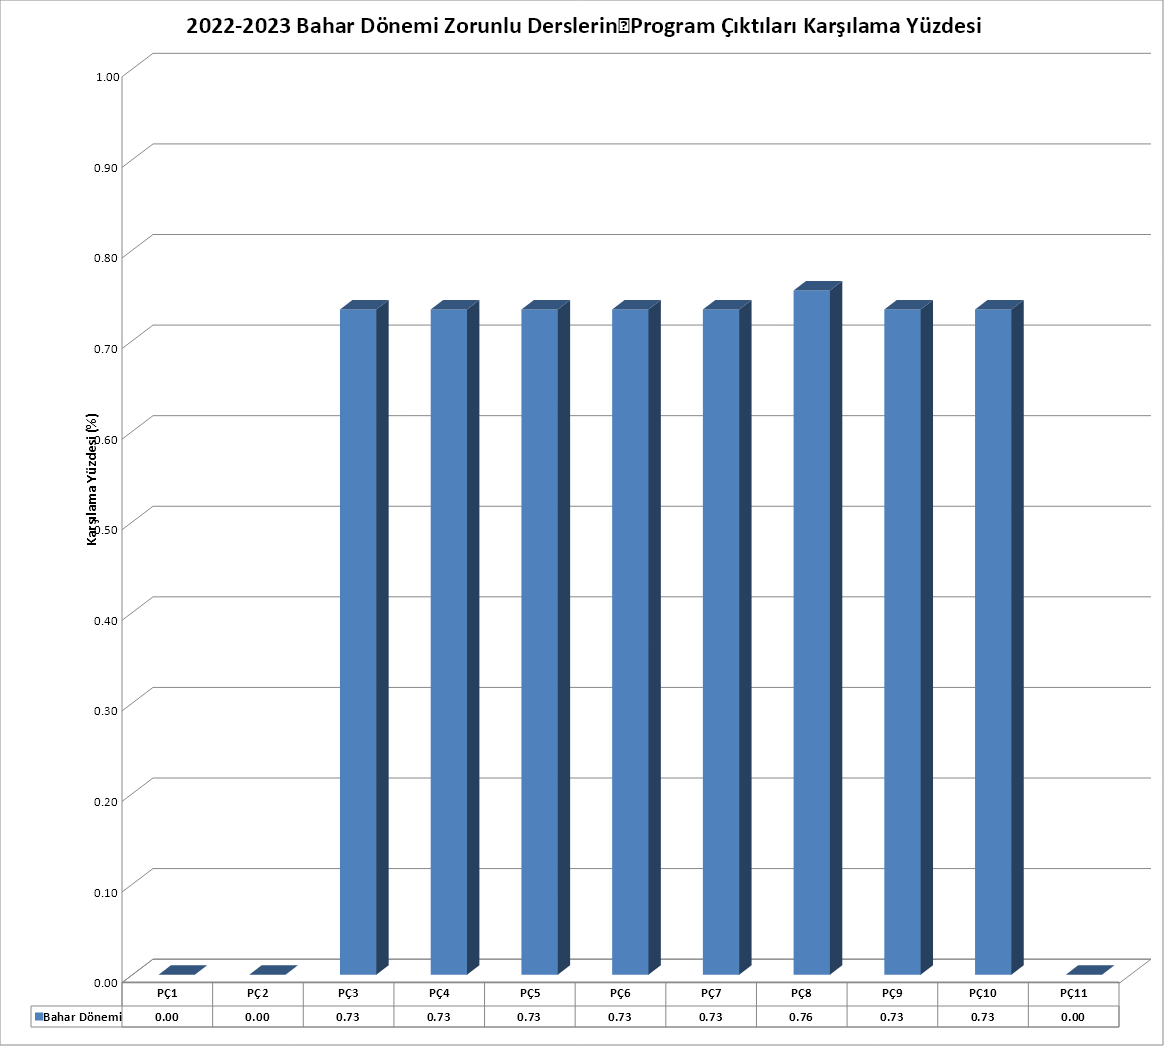 2022-2023 Bahar Dönemi Zorunlu Derslerin Program Çıktıları Karşılama Yüzdesi
1.00
0.90
0.80
0.70
0.60
0.50
0.40
0.30
0.20
0.10
0.00
Karşılama Yüzdesi (%)
PÇ1 PÇ2 PÇ3 PÇ4 PÇ5 PÇ6 PÇ7 PÇ8 PÇ9 PÇ10 PÇ11
Bahar Dönemi 0.00 0.00 0.73 0.73 0.73 0.73 0.73 0.76 0.73 0.73 0.00